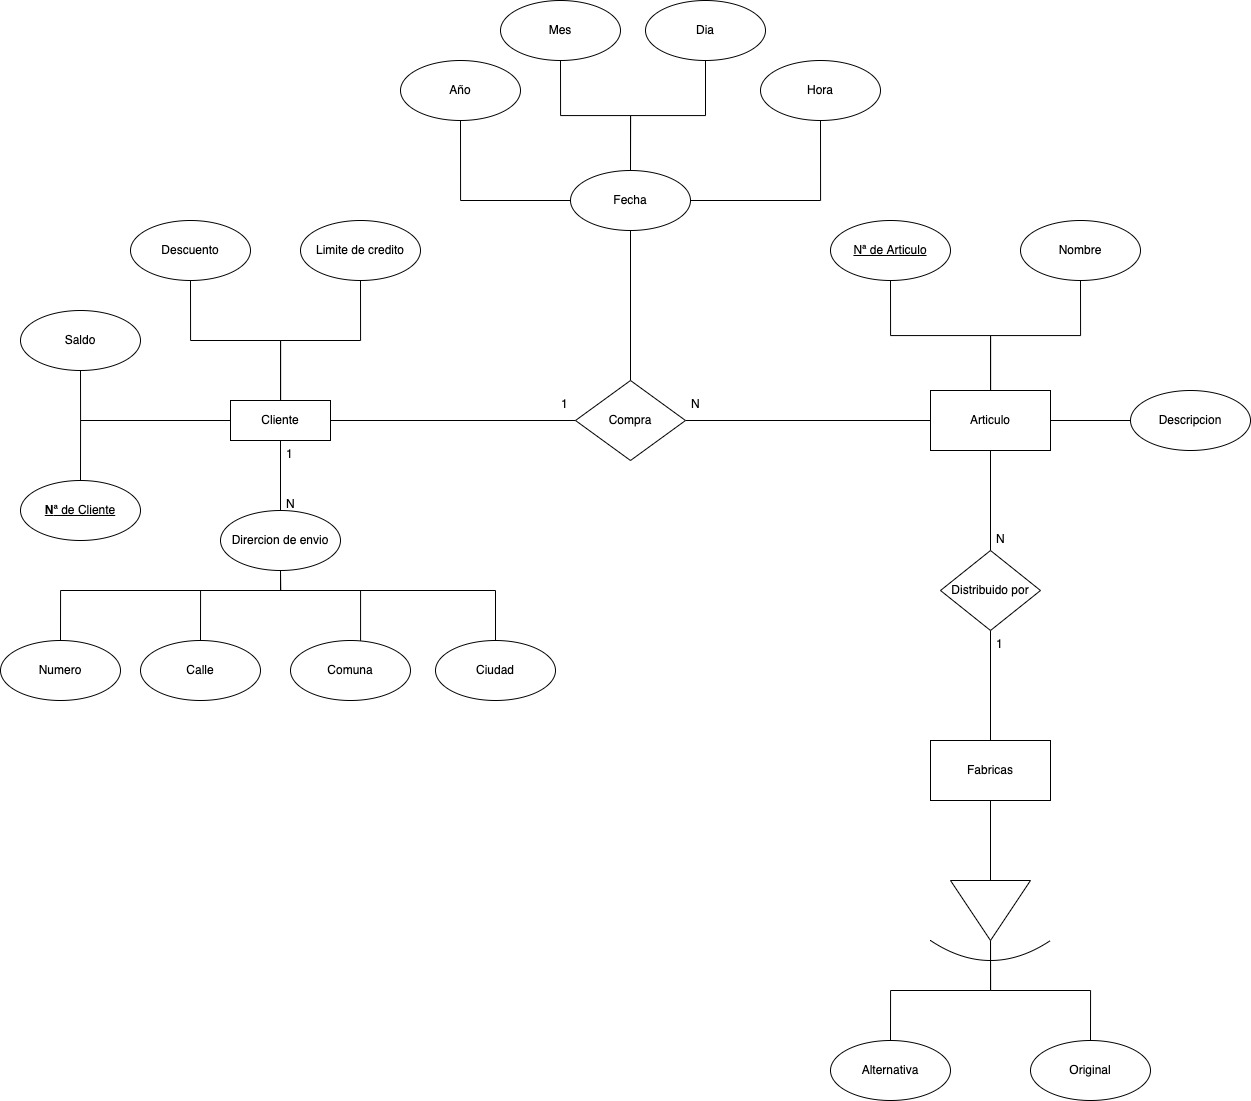 Mes
Dia
Año
Hora
Fecha
Descuento
Limite de credito
Nª de Articulo
Nombre
Saldo
Cliente
1
Compra
N
Articulo
Descripcion
1
N
Nª de Cliente
Dirercion de envio
N
Distribuido por
1
Numero
Calle
Comuna
Ciudad
Fabricas
Alternativa
Original